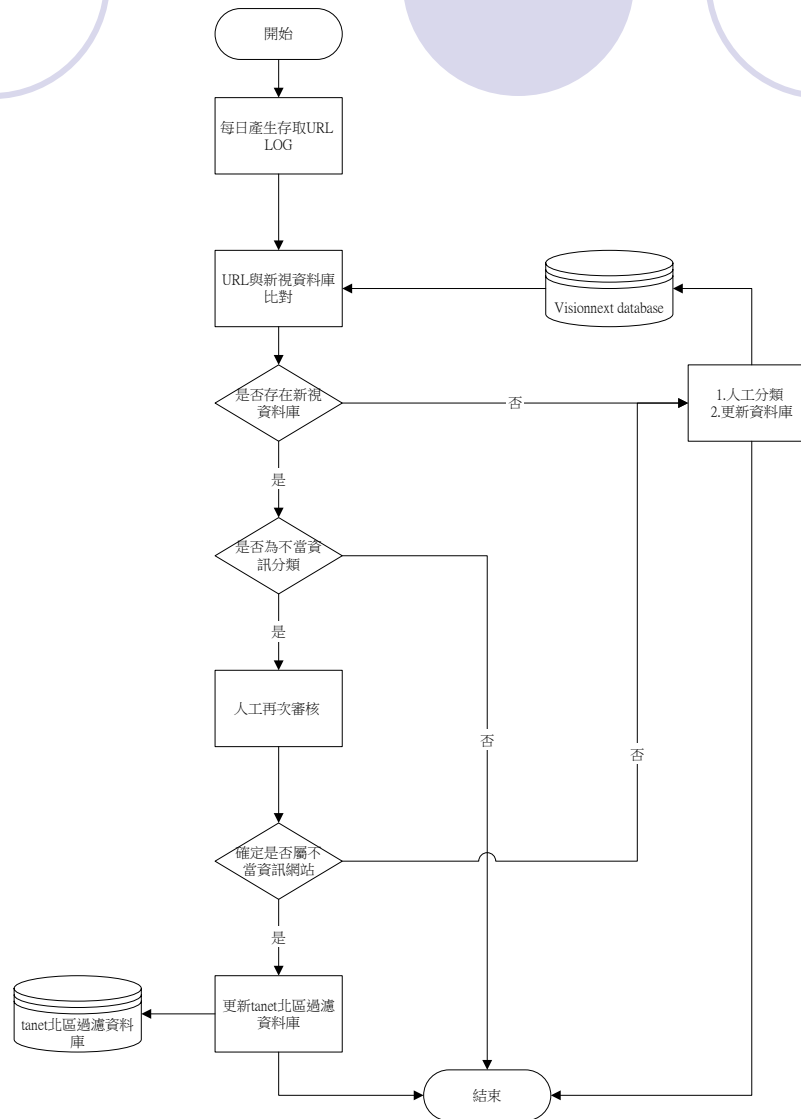 開始
每日產生存取URL
LOG
URL與新視資料庫
比對
Visionnext database
是否存在新視
資料庫
否
1.人工分類
2.更新資料庫
是
是否為不當資
訊分類
是
人工再次審核
否
否
確定是否屬不
當資訊網站
是
更新tanet北區過濾
資料庫
tanet北區過濾資料
庫
結束